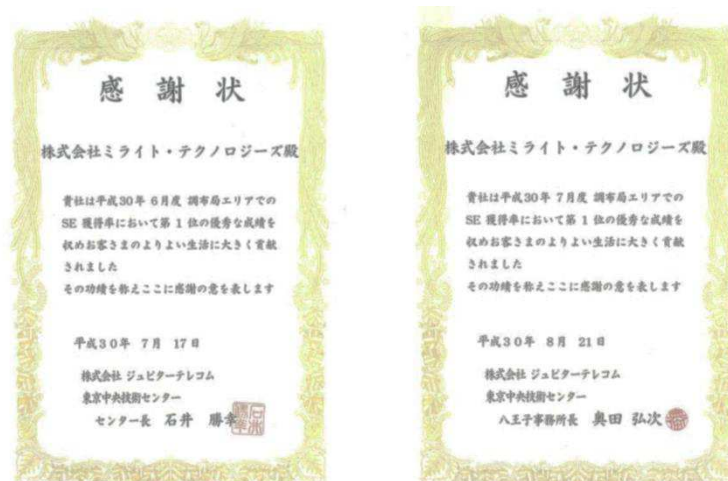 感謝状
株式会社ミライト・テクノロジーズ殿
貴社は平成30年 6月度 調布局エリアでの
SE 獲得率において第 1 位の優秀な成績を
収めお客さまのよりよい生活に大きく貢献
されました
その功績を称えここに感謝の意を表します
平成30年 7月 17日
株式会社 ジュピターテレコム
東京中央技術センター
センター長 石井 勝幸
感謝状
株式会社ミライト・テクノロジーズ殿
貴社は平成30年 7月度 調布局エリアでの
SE 獲得率において第 1 位の優秀な成績を
収めお客さまのよりよい生活に大きく貢献
されました
その功績を称えここに感謝の意を表します
平成30年 8月 21日
株式会社 ジュピターテレコム
東京中央技術センター
八王子事務所長 奥田 弘次